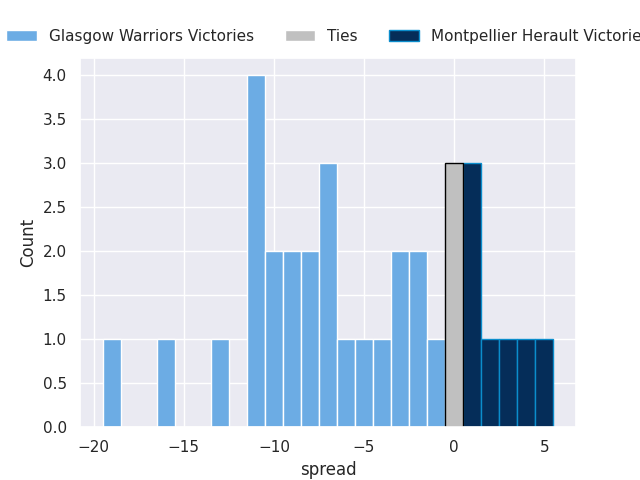 Glasgow Warriors Victories Ties Montpellier Herault Victorie
4.0
3.5
3.0
2.5
2.0
1.5
1.0
0.5
0.0
Count
−20 −15 −10 −5 0 5
spread